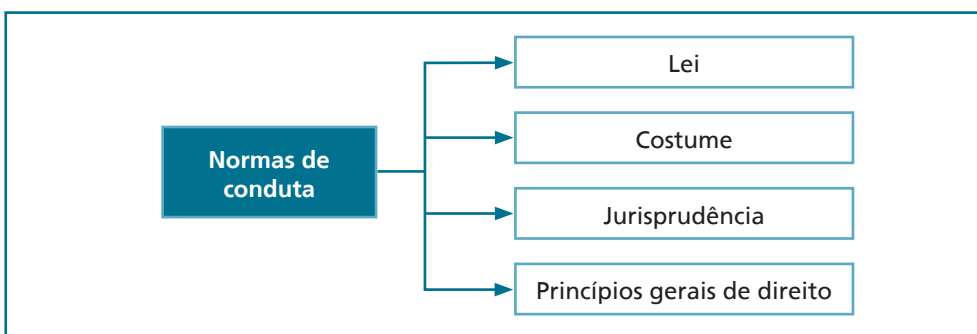 Normas de
conduta
Lei
Costume
Jurisprudência
Princípios gerais de direito